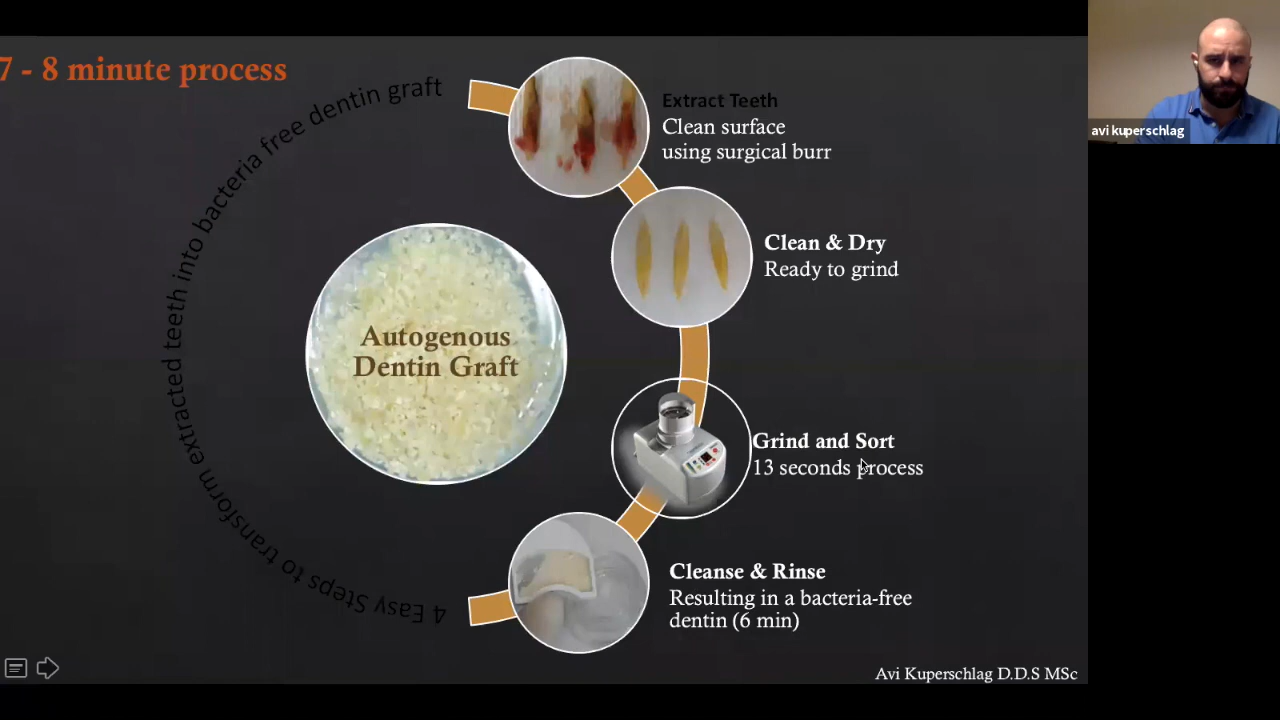 7 - 8 minute process
4 Easy Steps to transform extracted teeth into bacteria free dentin graft
Autogenous
Dentin Graft
Extract Teeth
Clean surface
using surgical burr
Clean & Dry
Ready to grind
Grind and Sort
13 seconds process
Cleanse & Rinse
Resulting in a bacteria-free
dentin (6 min)
Avi Kuperschlag D.D.S MSc
avi kuperschlag